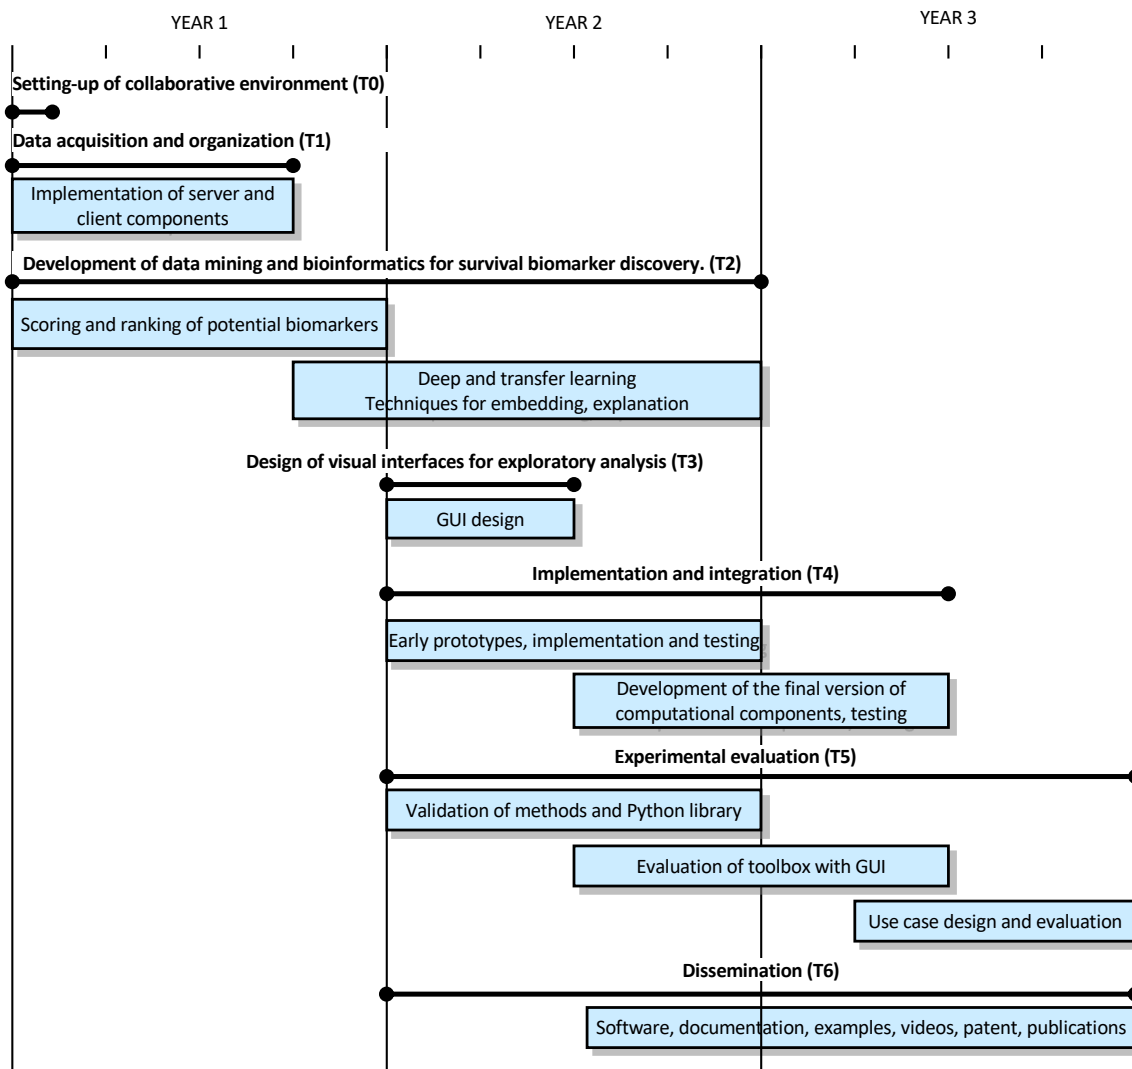 YEAR 1
YEAR 2
YEAR 3
Setting-up of collaborative environment (T0)
Data acquisition and organization (T1)
Implementation of server and
client components
Development of data mining and bioinformatics for survival biomarker discovery. (T2)
Scoring and ranking of potential biomarkers
Deep and transfer learning
Techniques for embedding, explanation
Design of visual interfaces for exploratory analysis (T3)
GUI design
Implementation and integration (T4)
Early prototypes, implementation and testing
Development of the final version of
computational components, testing
Experimental evaluation (T5)
Validation of methods and Python library
Evaluation of toolbox with GUI
Use case design and evaluation
Dissemination (T6)
Software, documentation, examples, videos, patent, publications